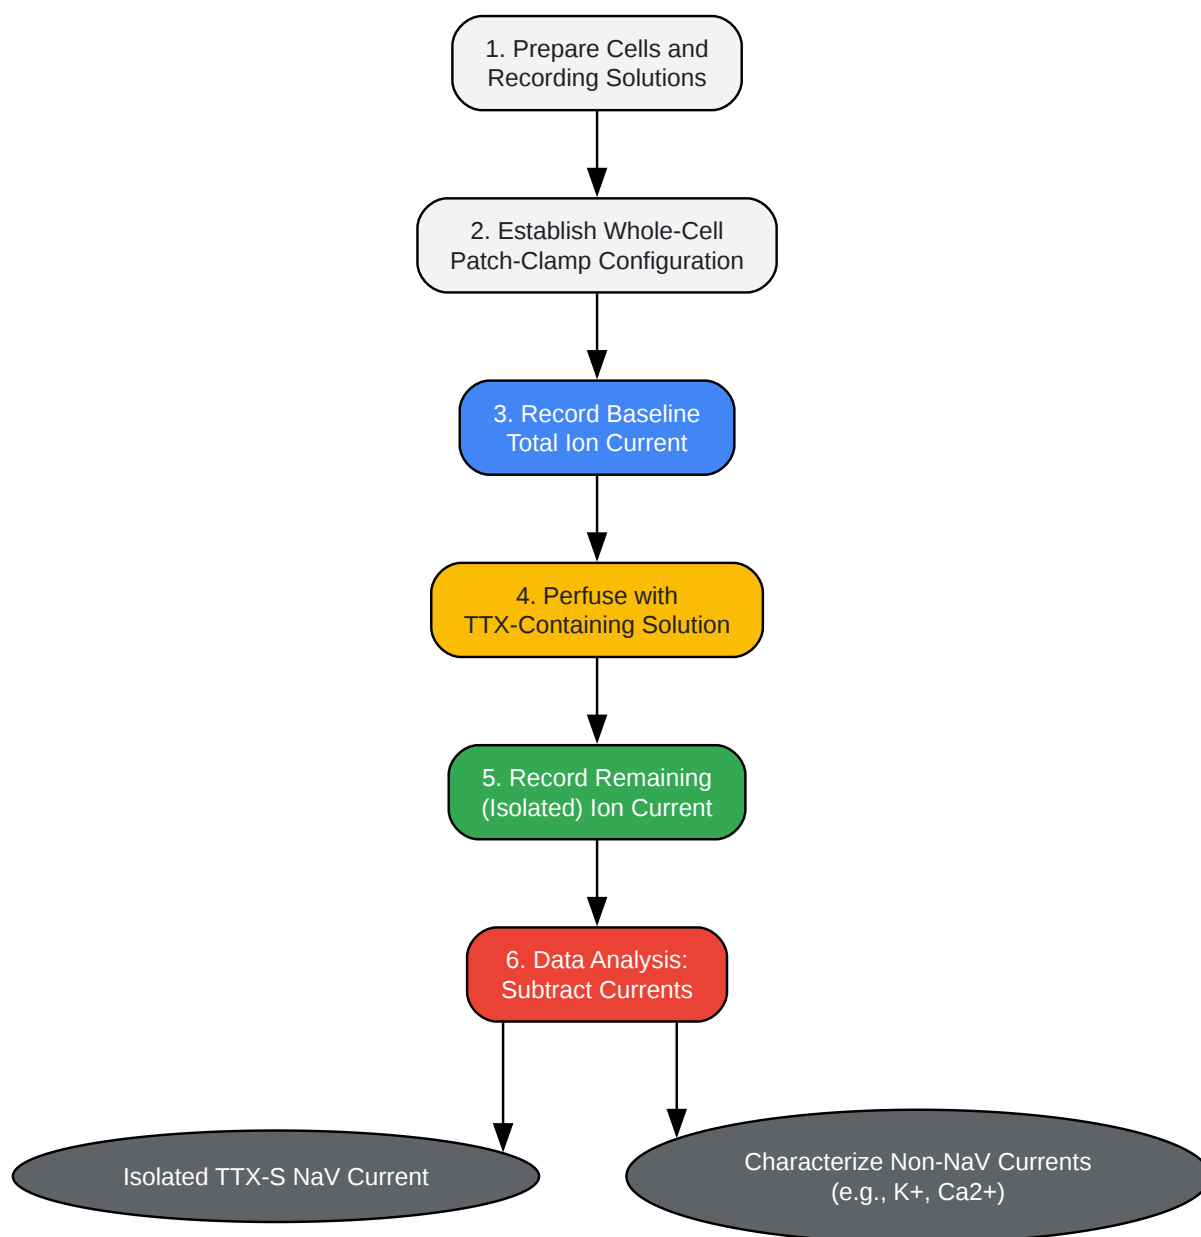 1. Prepare Cells and
Recording Solutions
2. Establish Whole-Cell
Patch-Clamp Configuration
3. Record Baseline
Total Ion Current
4. Perfuse with
TTX-Containing Solution
5. Record Remaining
(Isolated) Ion Current
6. Data Analysis:
Subtract Currents
Isolated TTX-S NaV Current
Characterize Non-NaV Currents
(e.g., K+, Ca2+)